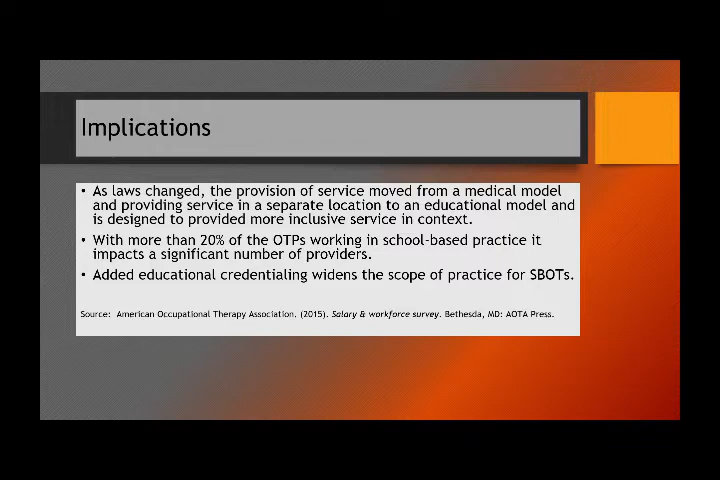 Implications
• As laws changed, the provision of service moved from a medical model
and providing service in a separate location to an educational model and
is designed to provided more inclusive service in context.
• With more than 20% of the OTPs working in school-based practice it
impacts a significant number of providers.
• Added educational credentialing widens the scope of practice for SBOTs.
Source: American Occupational Therapy Association. (2015). Salary & workforce survey. Bethesda, MD: AOTA Press.